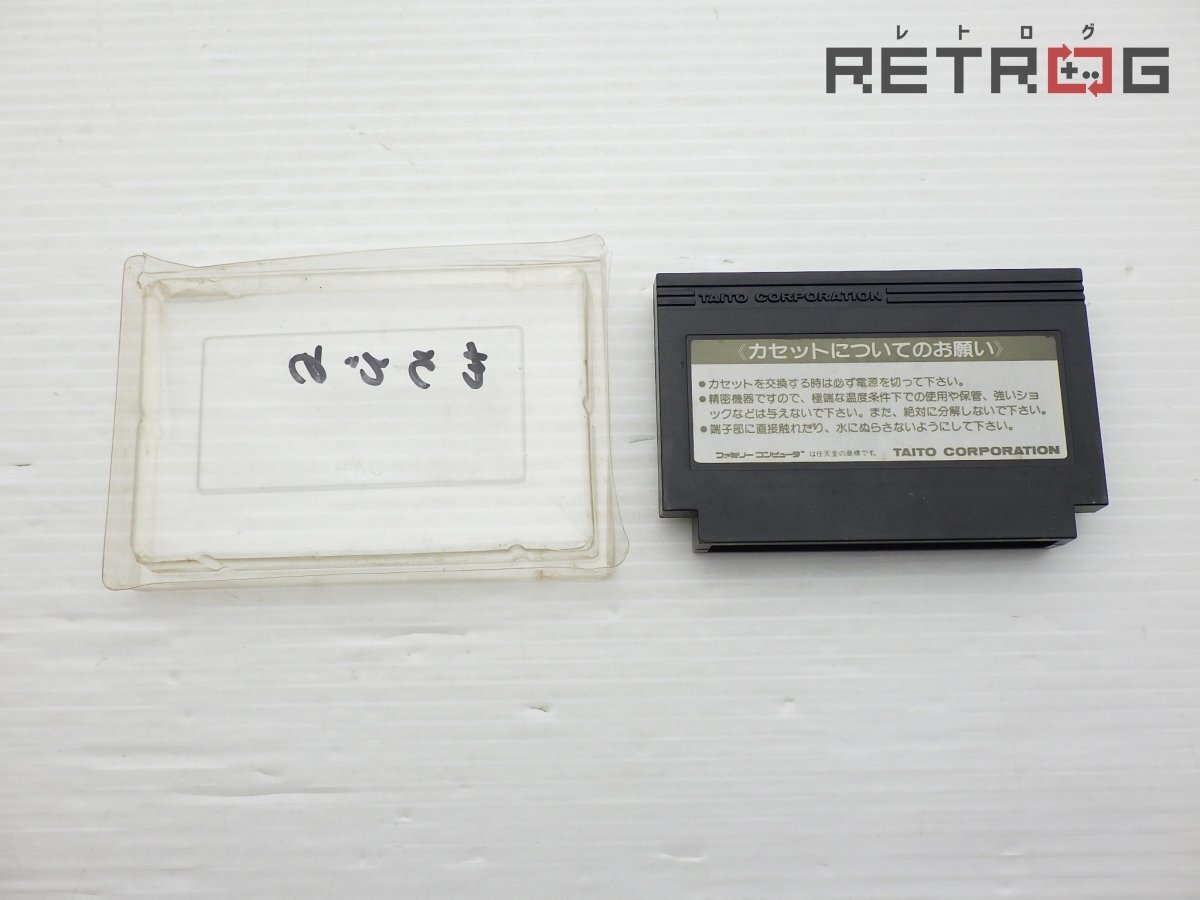 レトログ
RETROG
TAITO CORPORATION
《カセットについてのお願い》
●カセットを交換する時は必ず電源を切って下さい。
●精密機器ですので、極端な温度条件下での使用や保管、強いショ
ックなどは与えないで下さい。また、絶対に分解しないで下さい。
●端子部に直接触れたり、水にぬらさないようにして下さい。
ファミリーコンピュータ™ は任天堂の商標です。 TAITO CORPORATION